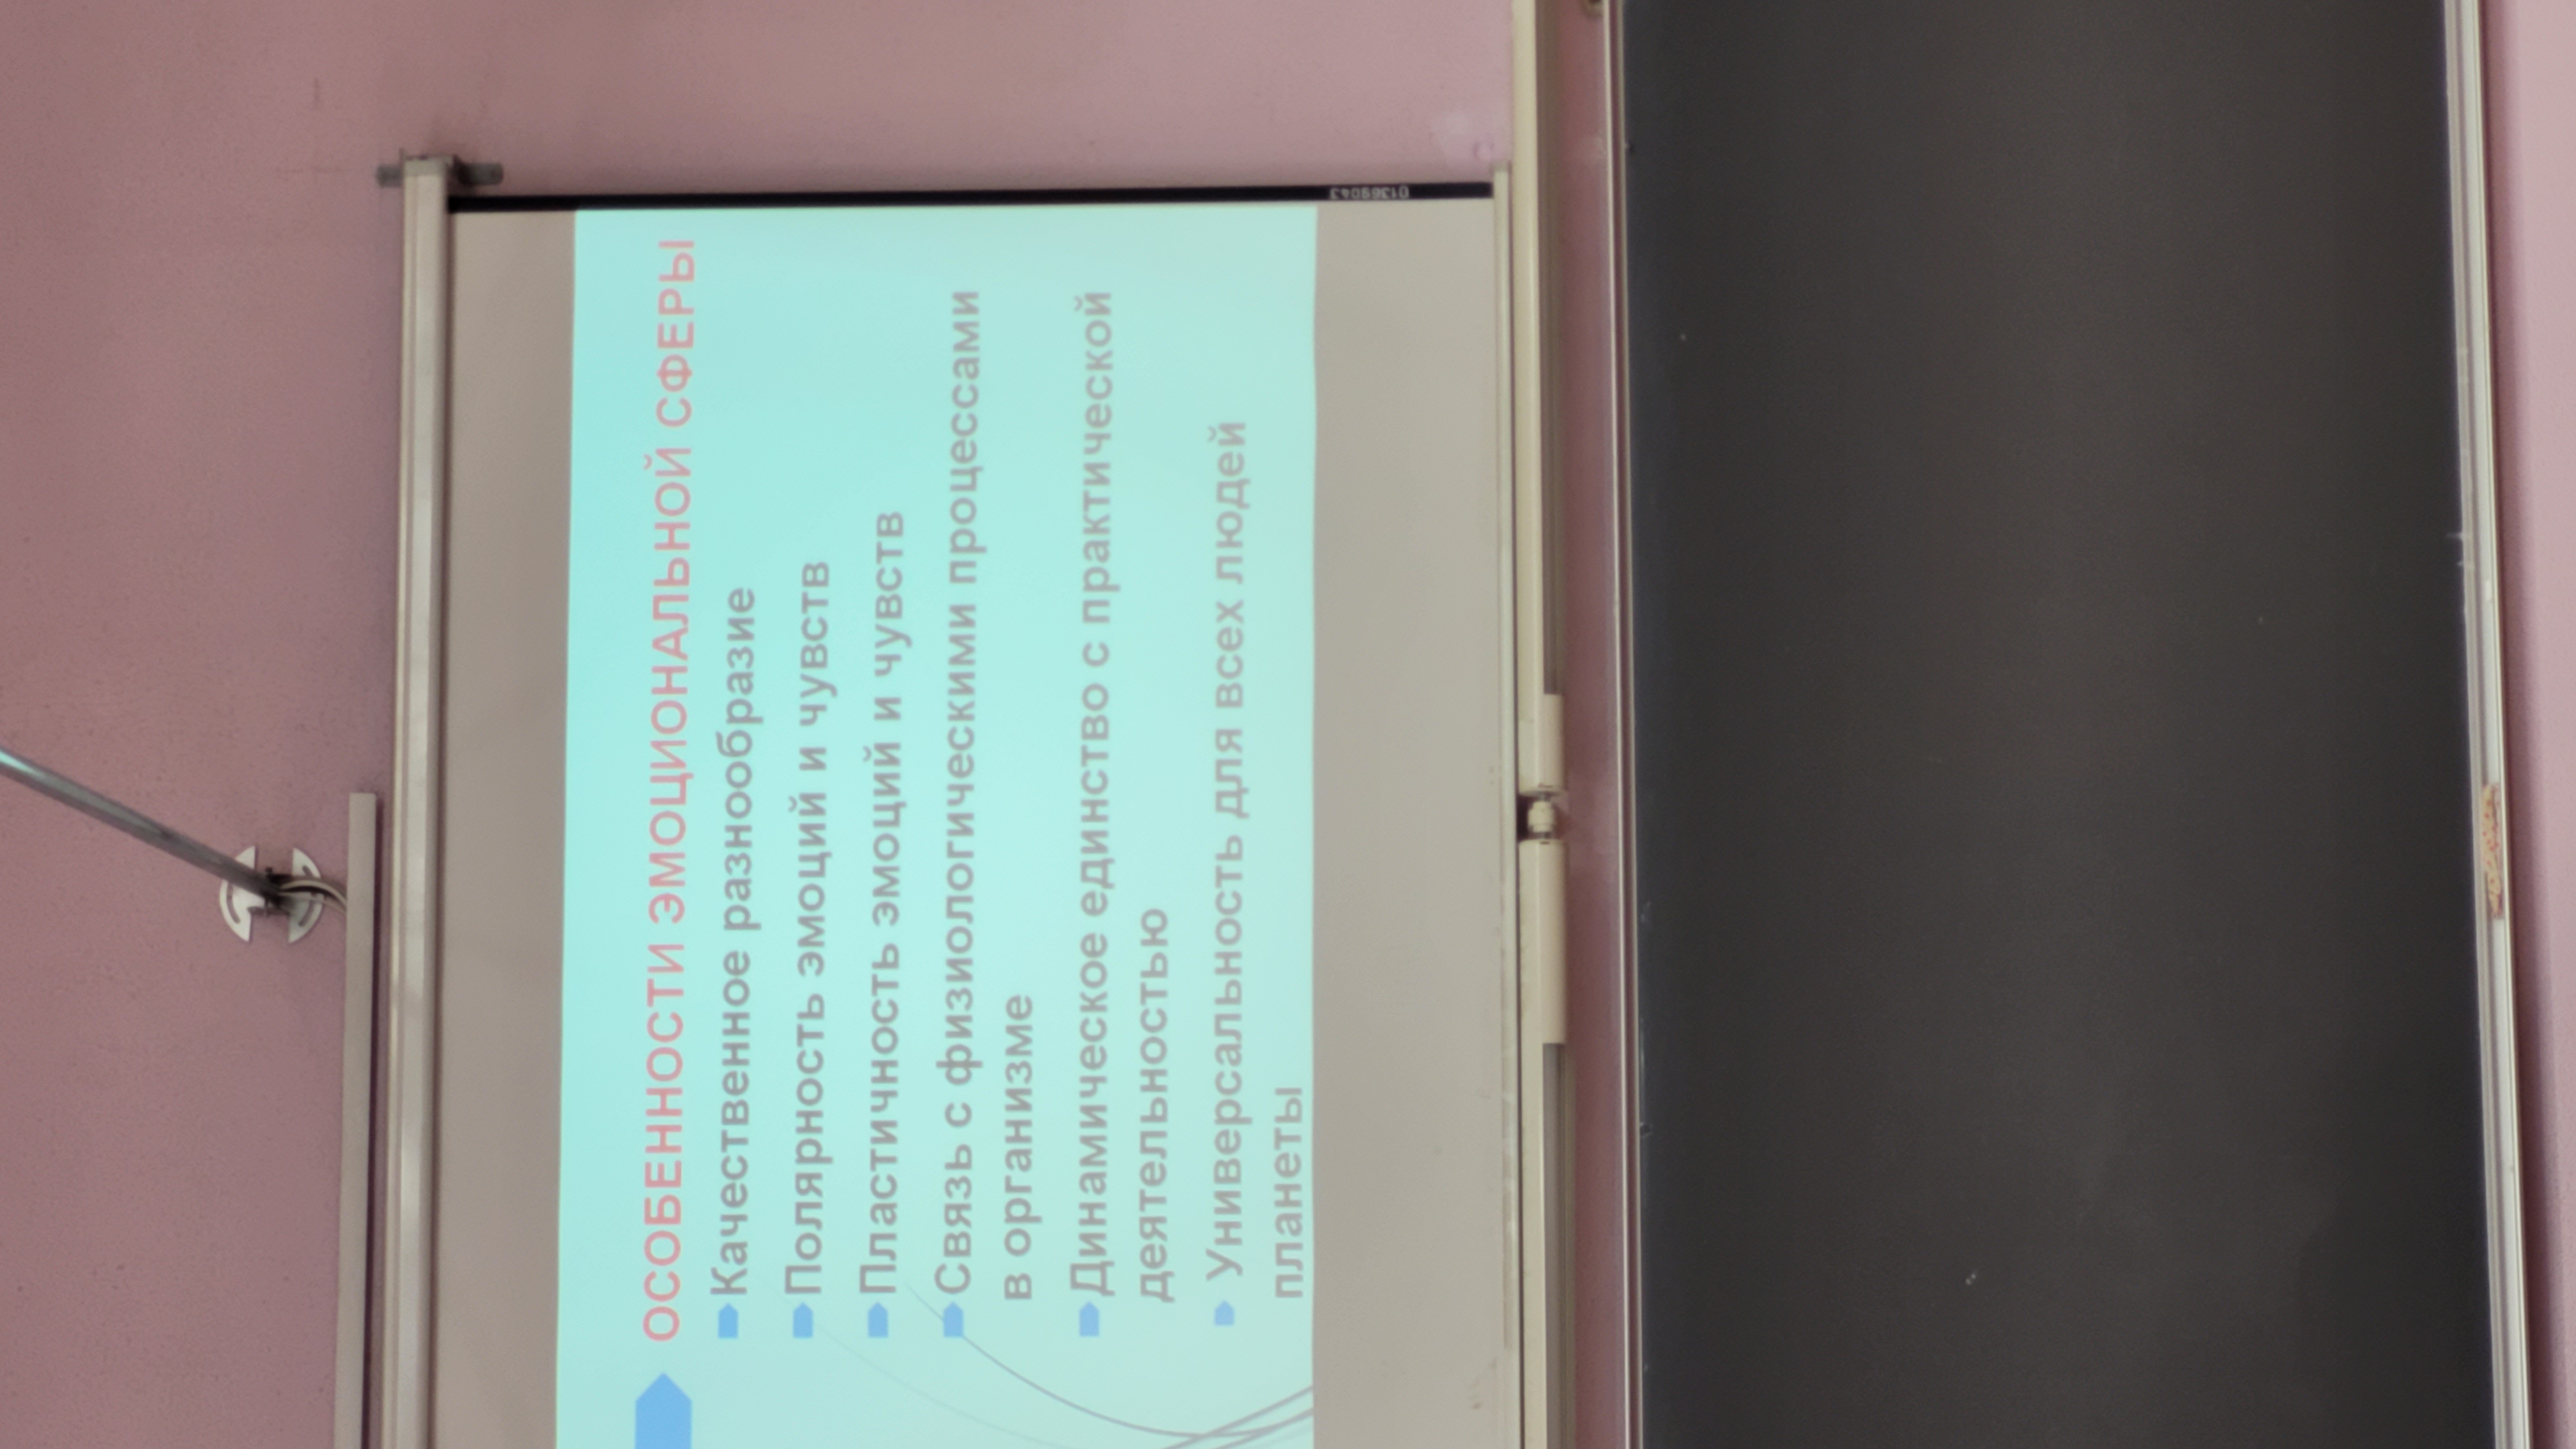 ОСОБЕННОСТИ ЭМОЦИОНАЛЬНОЙ СФЕРЫ
Качественное разнообразие
Полярность эмоций и чувств
Пластичность эмоций и чувств
Связь с физиологическими процессами
в организме
Динамическое единство с практической
деятельностью
Универсальность для всех людей
планеты
01369043